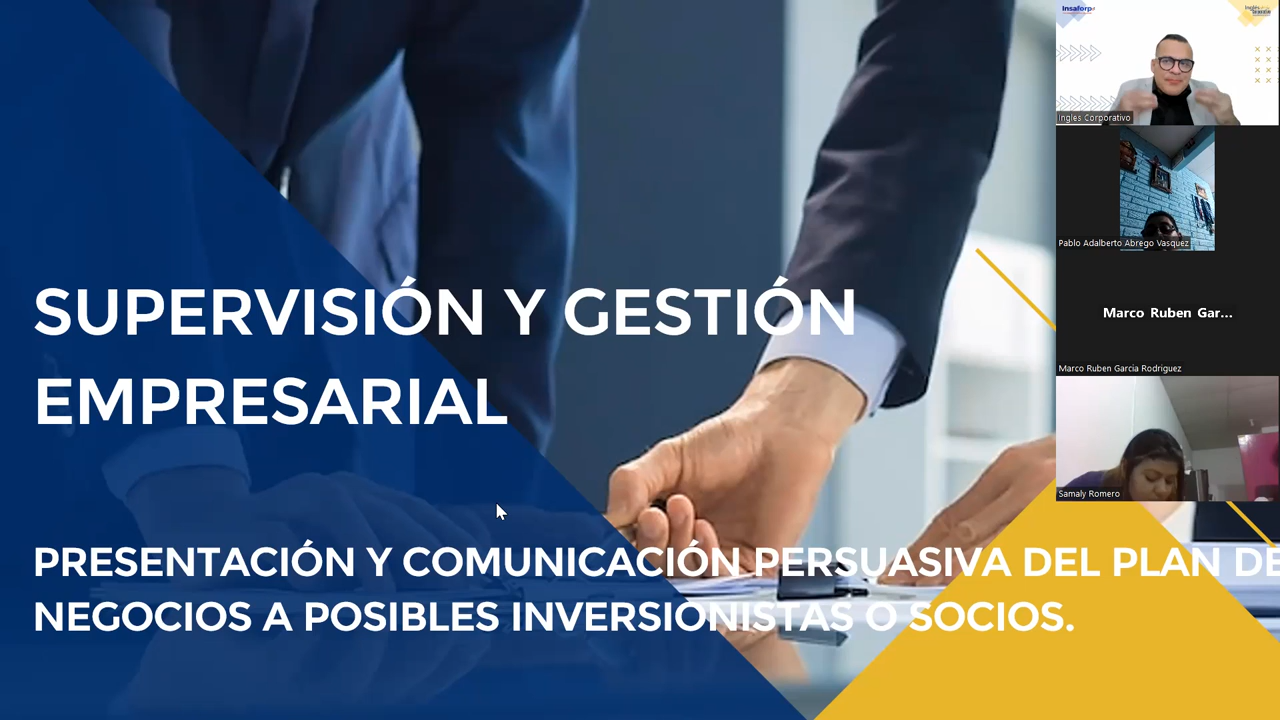 SUPERVISIÓN Y GESTIÓN
EMPRESARIAL
PRESENTACIÓN Y COMUNICACIÓN PERSUASIVA DEL PLAN DE
NEGOCIOS A POSIBLES INVERSIONISTAS O SOCIOS.
Insaforp
Ingles Corporativo
Pablo Adalberto Abrego Vasquez
Marco Ruben Gar...
Marco Ruben Garcia Rodriguez
Samaly Romero